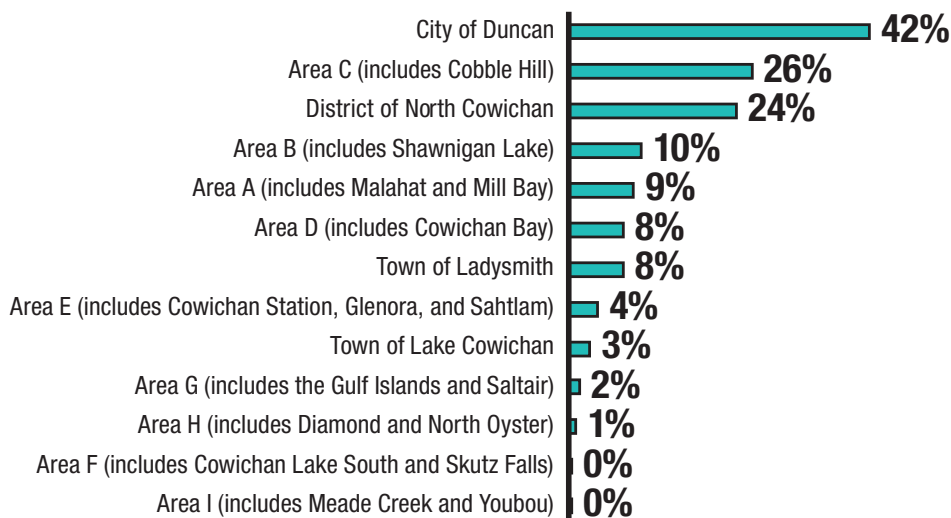 City of Duncan 42%
Area C (includes Cobble Hill) 26%
District of North Cowichan 24%
Area B (includes Shawnigan Lake) 10%
Area A (includes Malahat and Mill Bay) 9%
Area D (includes Cowichan Bay) 8%
Town of Ladysmith 8%
Area E (includes Cowichan Station, Glenora, and Sahtlam) 4%
Town of Lake Cowichan 3%
Area G (includes the Gulf Islands and Saltair) 2%
Area H (includes Diamond and North Oyster) 1%
Area F (includes Cowichan Lake South and Skutz Falls) 0%
Area I (includes Meade Creek and Youbou) 0%